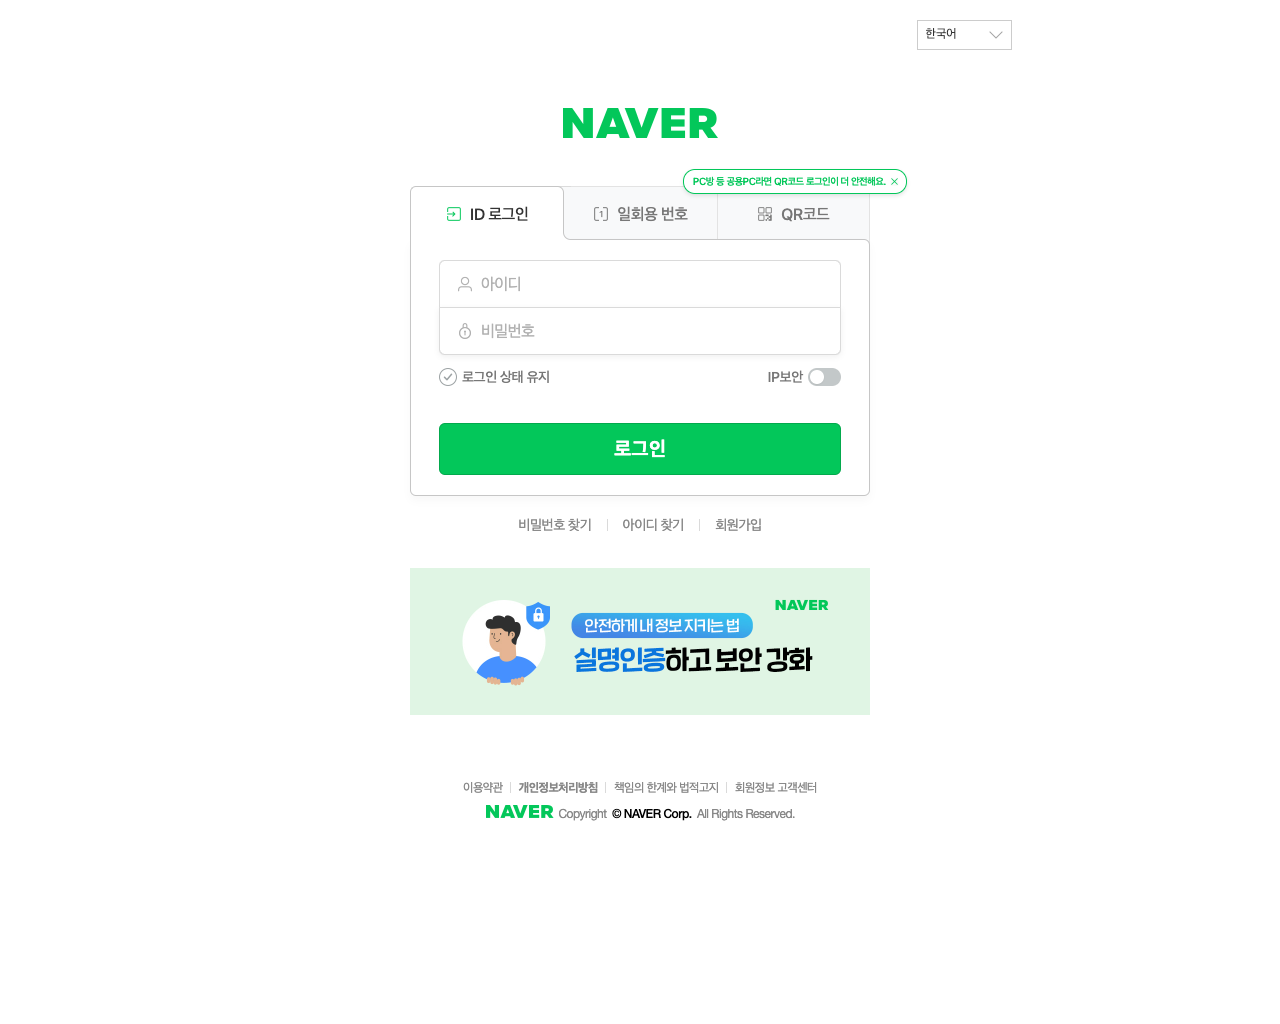 한국어
NAVER
PC방 등 공용PC라면 QR코드 로그인이 더 안전해요.
ID 로그인
일회용 번호
QR코드
아이디
비밀번호
로그인 상태 유지
IP보안
로그인
비밀번호 찾기
아이디 찾기
회원가입
NAVER
안전하게 내 정보 지키는 법
실명인증하고 보안 강화
이용약관
개인정보처리방침
책임의 한계와 법적고지
회원정보 고객센터
NAVER Copyright © NAVER Corp. All Rights Reserved.